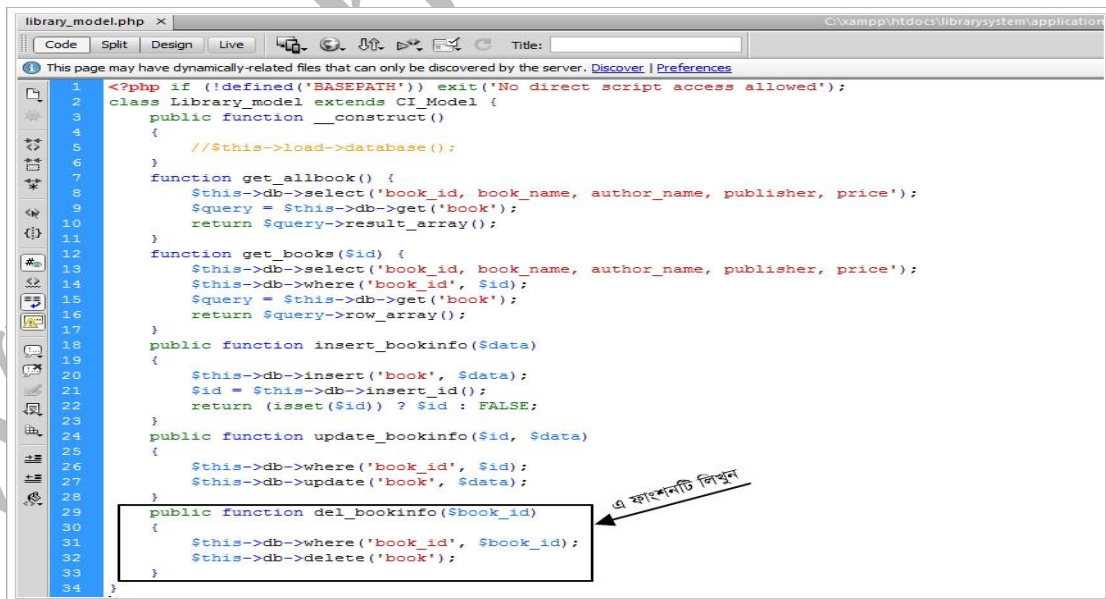 library_model.php ×
C:\xampp\htdocs\librarysystem\application
Code Split Design Live Title:
This page may have dynamically-related files that can only be discovered by the server. Discover | Preferences
1 <?php if (!defined('BASEPATH')) exit('No direct script access allowed');
2 class Library_model extends CI_Model {
3 public function __construct()
4 {
5 //$this->load->database();
6 }
7 function get_allbook() {
8 $this->db->select('book_id, book_name, author_name, publisher, price');
9 $query = $this->db->get('book');
10 return $query->result_array();
11 }
12 function get_books($id) {
13 $this->db->select('book_id, book_name, author_name, publisher, price');
14 $this->db->where('book_id', $id);
15 $query = $this->db->get('book');
16 return $query->row_array();
17 }
18 public function insert_bookinfo($data)
19 {
20 $this->db->insert('book', $data);
21 $id = $this->db->insert_id();
22 return (isset($id)) ? $id : FALSE;
23 }
24 public function update_bookinfo($id, $data)
25 {
26 $this->db->where('book_id', $id);
27 $this->db->update('book', $data);
28 }
এ ফাংশনটি লিখুন
29 public function del_bookinfo($book_id)
30 {
31 $this->db->where('book_id', $book_id);
32 $this->db->delete('book');
33 }
34 }